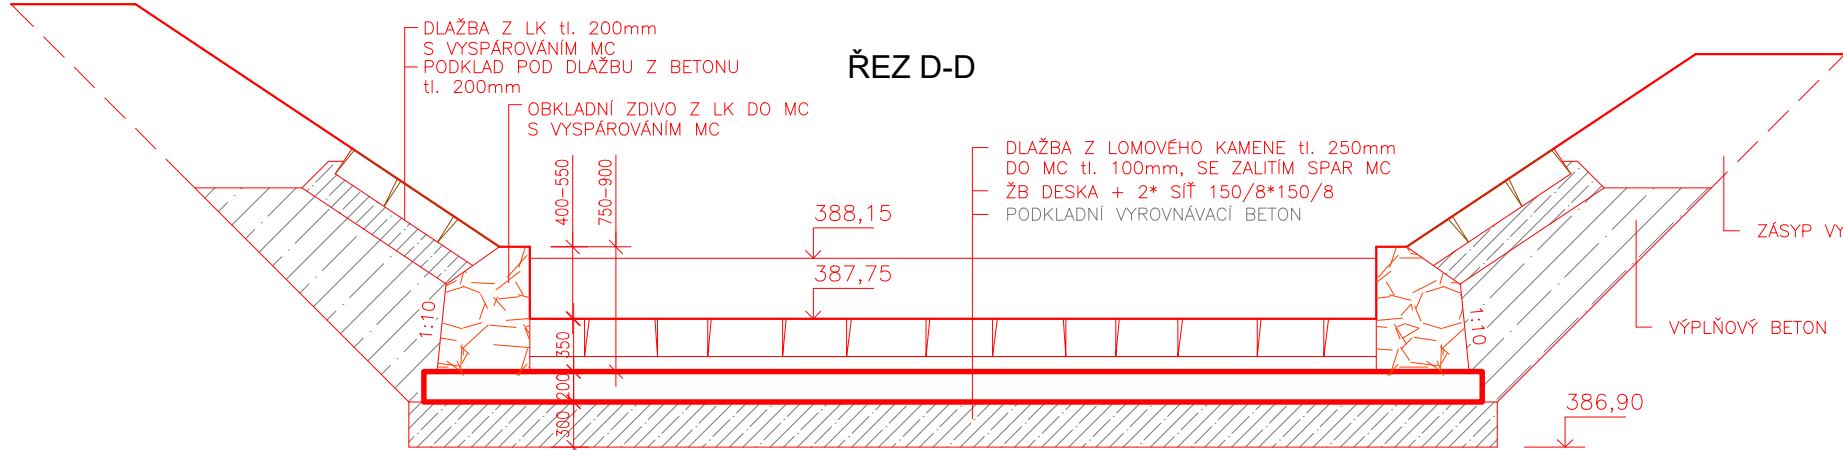 DLAŽBA Z LK tl. 200mm
S VYSPÁROVÁNÍM MC
PODKLAD POD DLAŽBU Z BETONU
tl. 200mm
OBKLADNÍ ZDIVO Z LK DO MC
S VYSPÁROVÁNÍM MC
ŘEZ D-D
DLAŽBA Z LOMOVÉHO KAMENE tl. 250mm
DO MC tl. 100mm, SE ZALITÍM SPAR MC
ŽB DESKA + 2* SÍŤ 150/8*150/8
PODKLADNÍ VYROVNÁVACÍ BETON
400-550
750-900
388,15
387,75
ZÁSYP VY
VÝPLŇOVÝ BETON
1:10
1:10
350
200
300
386,90